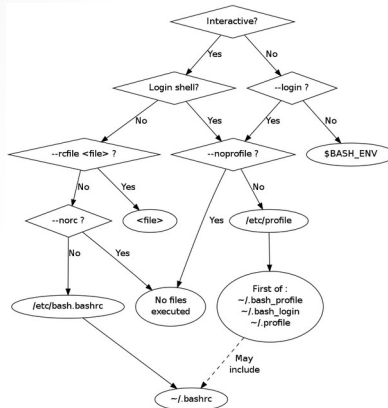 Interactive?
Yes
No
Login shell?
--login ?
No
Yes
Yes
No
--rcfile <file> ?
--noprofile ?
$BASH_ENV
No
Yes
No
--norc ?
<file>
Yes
/etc/profile
No
Yes
/etc/bash.bashrc
No files
executed
First of :
~/.bash_profile
~/.bash_login
~/.profile
May
include
~/.bashrc